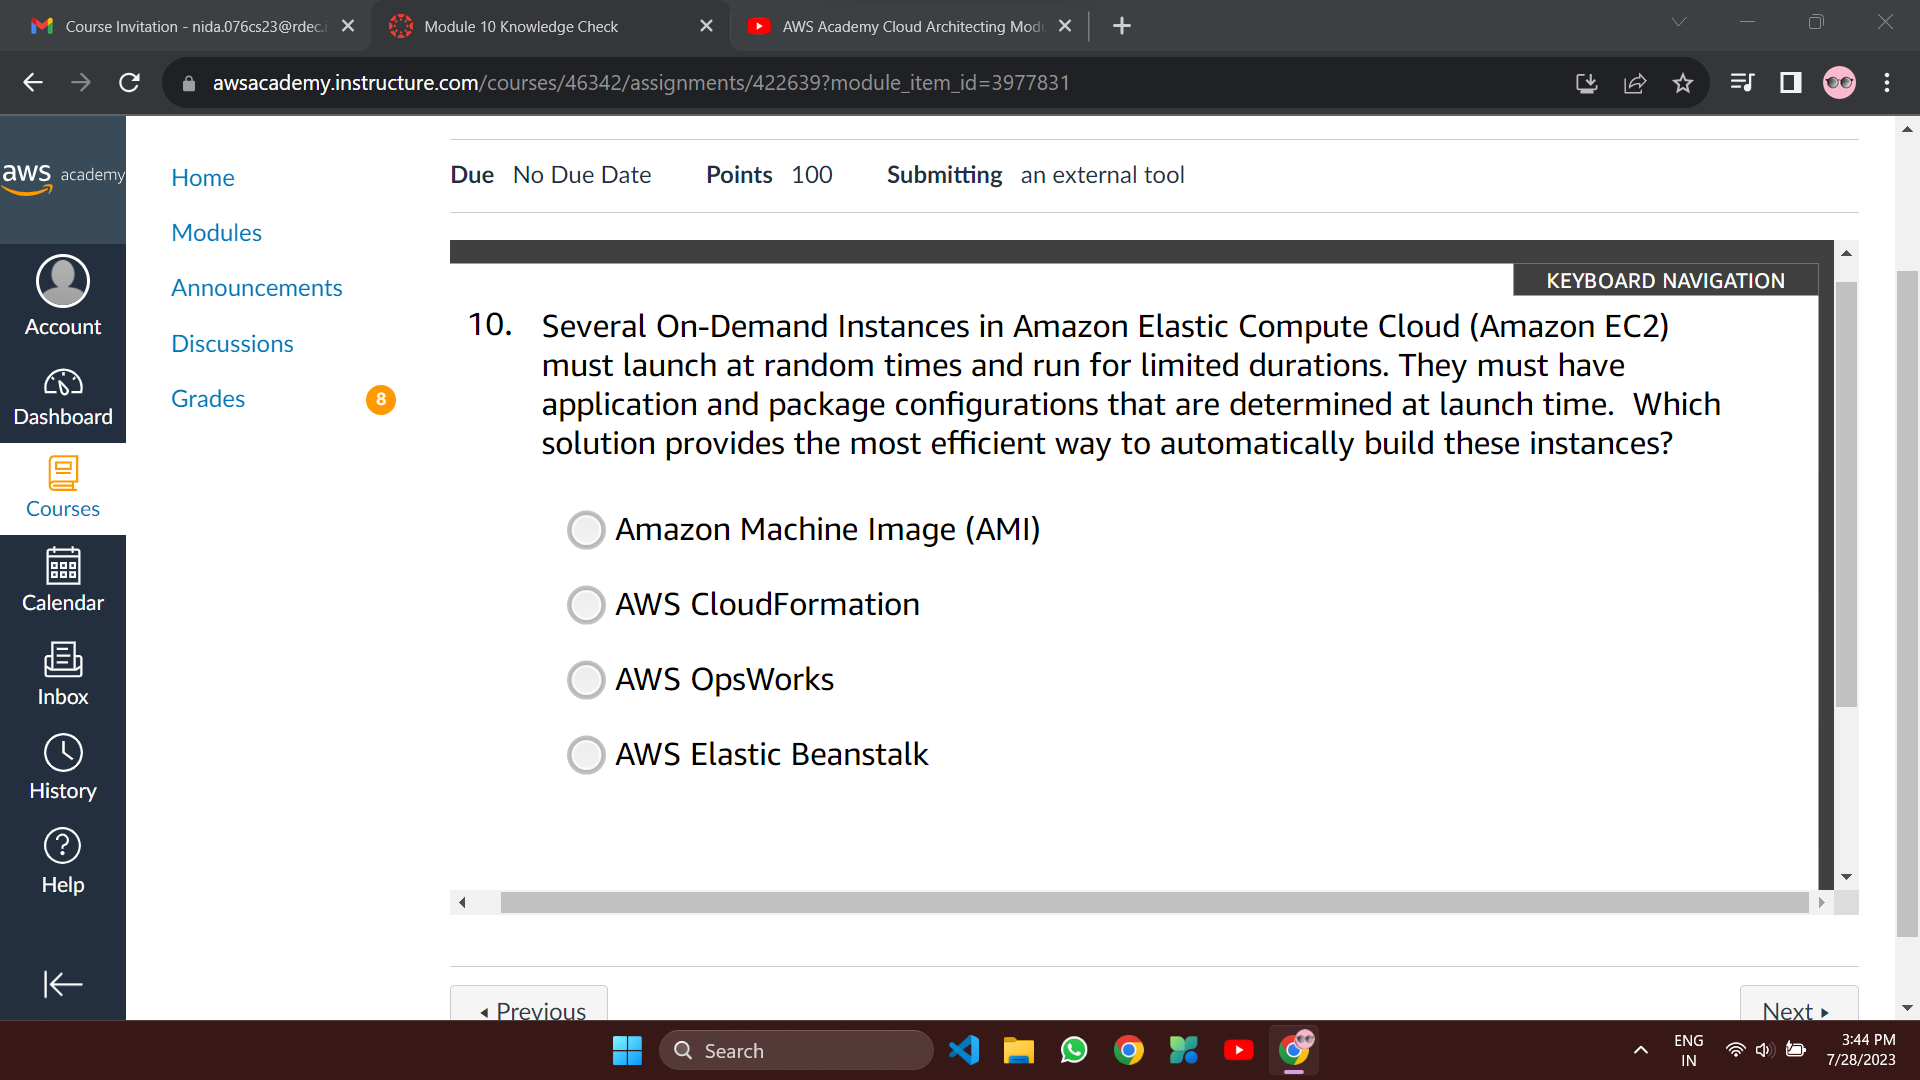 Course Invitation - nida.076cs23@rdec.i
Module 10 Knowledge Check
AWS Academy Cloud Architecting Modu
awsacademy.instructure.com/courses/46342/assignments/422639?module_item_id=3977831
aws academy
Account
Dashboard
Courses
Calendar
Inbox
History
Help
Home
Modules
Announcements
Discussions
Grades 8
Due No Due Date Points 100 Submitting an external tool
KEYBOARD NAVIGATION
10. Several On-Demand Instances in Amazon Elastic Compute Cloud (Amazon EC2)
must launch at random times and run for limited durations. They must have
application and package configurations that are determined at launch time. Which
solution provides the most efficient way to automatically build these instances?
Amazon Machine Image (AMI)
AWS CloudFormation
AWS OpsWorks
AWS Elastic Beanstalk
Previous
Next
Search
ENG
IN
3:44 PM
7/28/2023